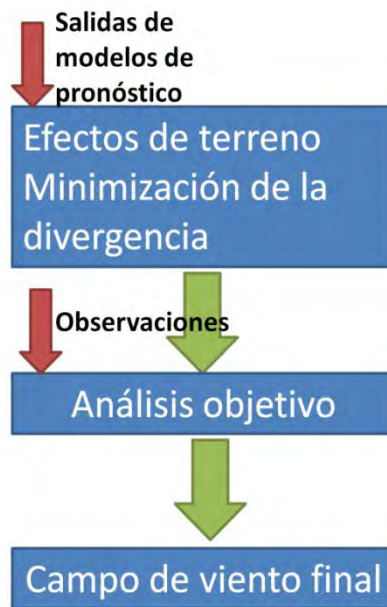 Salidas de
modelos de
pronóstico
Efectos de terreno
Minimización de la
divergencia
Observaciones
Análisis objetivo
Campo de viento final